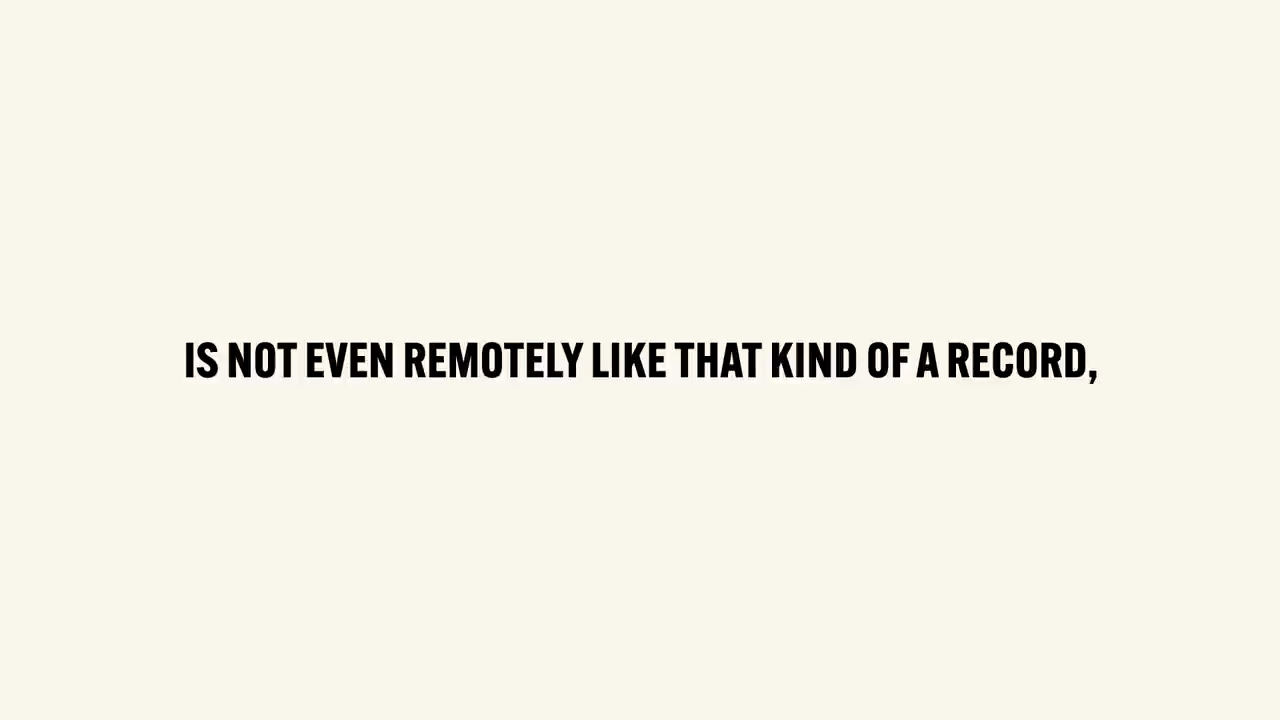 IS NOT EVEN REMOTELY LIKE THAT KIND OF A RECORD,